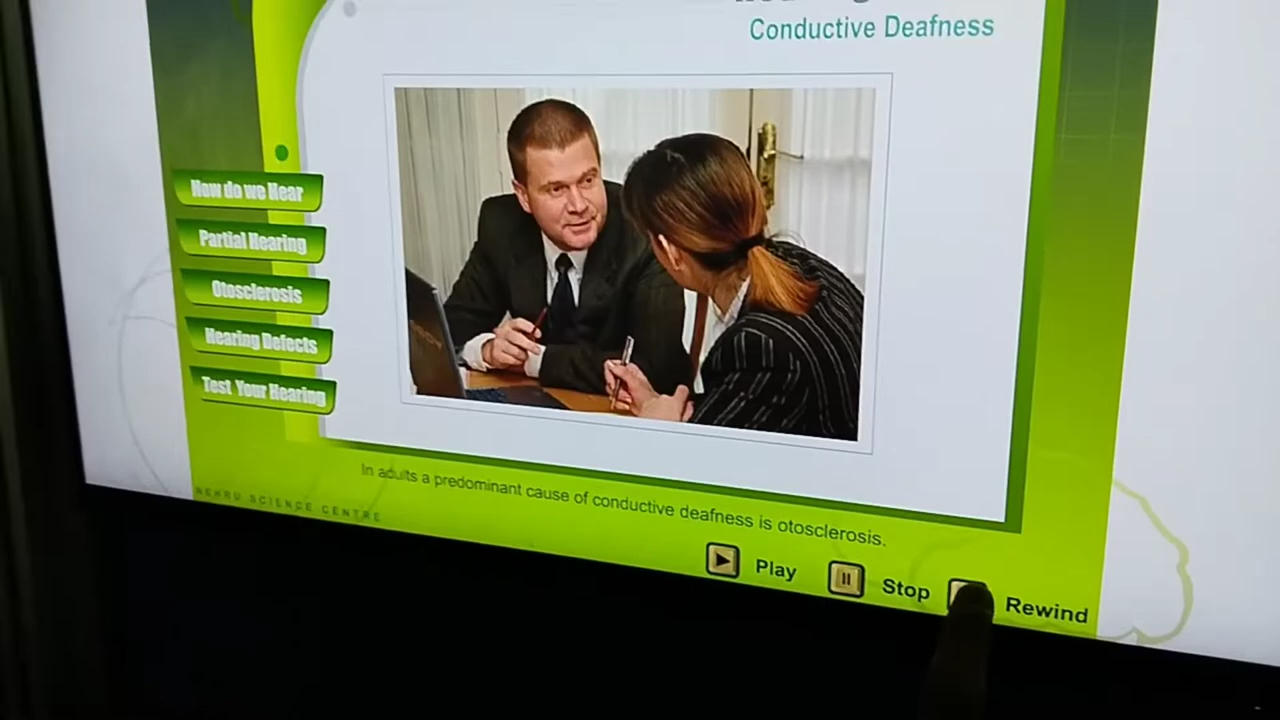 Conductive Deafness
How do we Hear
Partial Hearing
Otosclerosis
Hearing Defects
Test Your Hearing
In adults a predominant cause of conductive deafness is otosclerosis.
NEHRU SCIENCE CENTRE
Play
Stop
Rewind